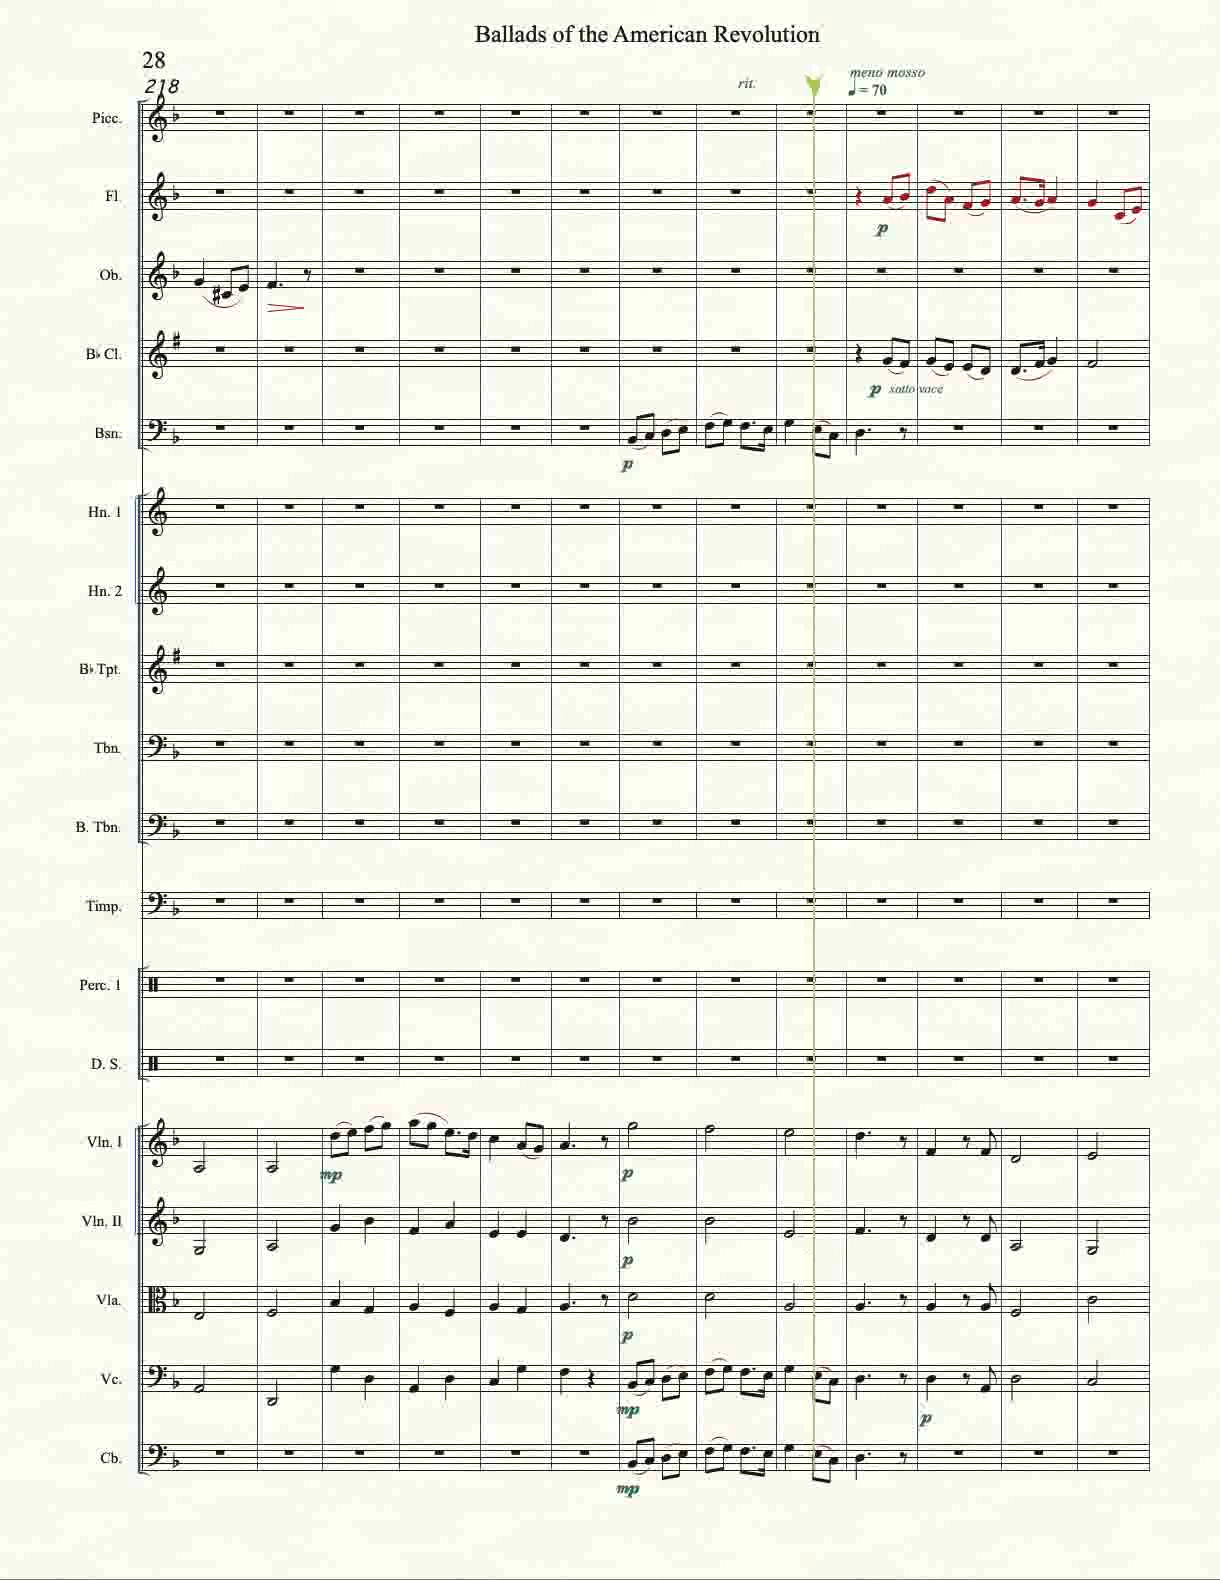 Ballads of the American Revolution
28
218
rit.
meno mosso
♩ = 70
Picc.
Fl
p
Ob.
B♭ Cl.
p sotto voce
Bsn.
p
Hn. 1
Hn. 2
B♭ Tpt.
Tbn.
B. Tbn.
Timp.
Perc. 1
D. S.
Vln. I
mp
p
Vln. II
p
Vla.
p
Vc.
mp
p
Cb.
mp